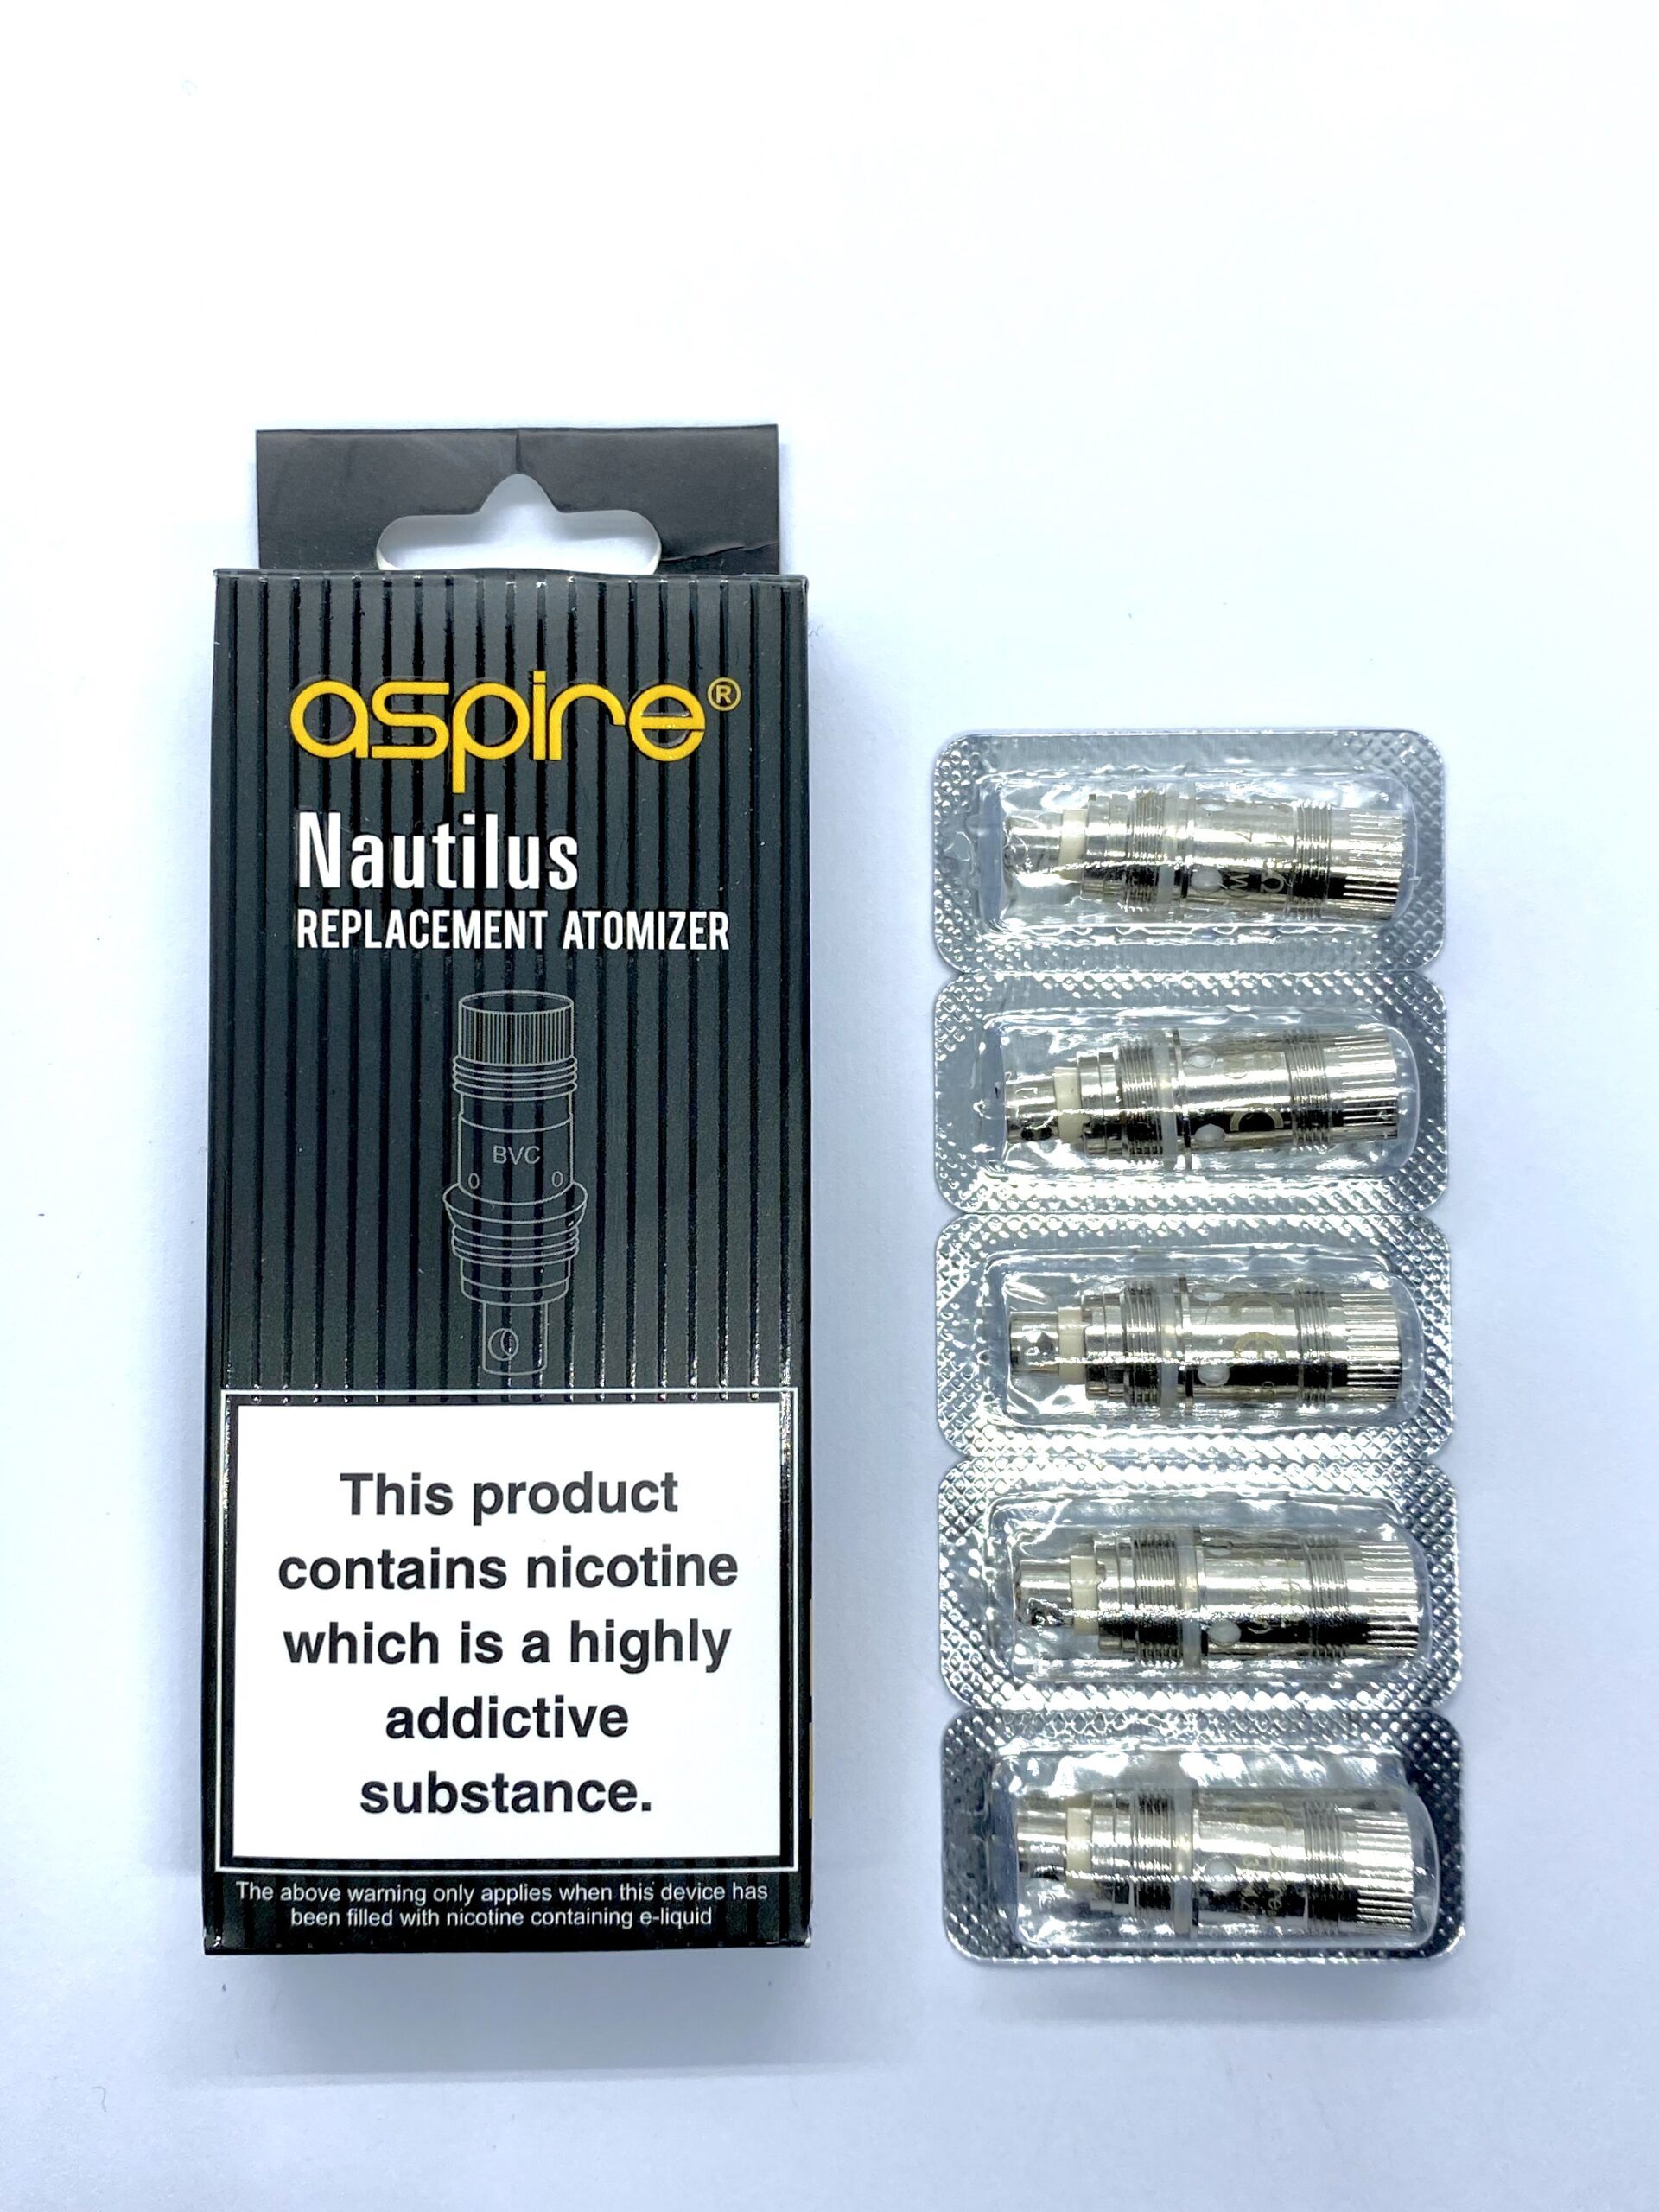 aspire®
Nautilus
REPLACEMENT ATOMIZER
BVC
This product
contains nicotine
which is a highly
addictive
substance.
The above warning only applies when this device has
been filled with nicotine containing e-liquid